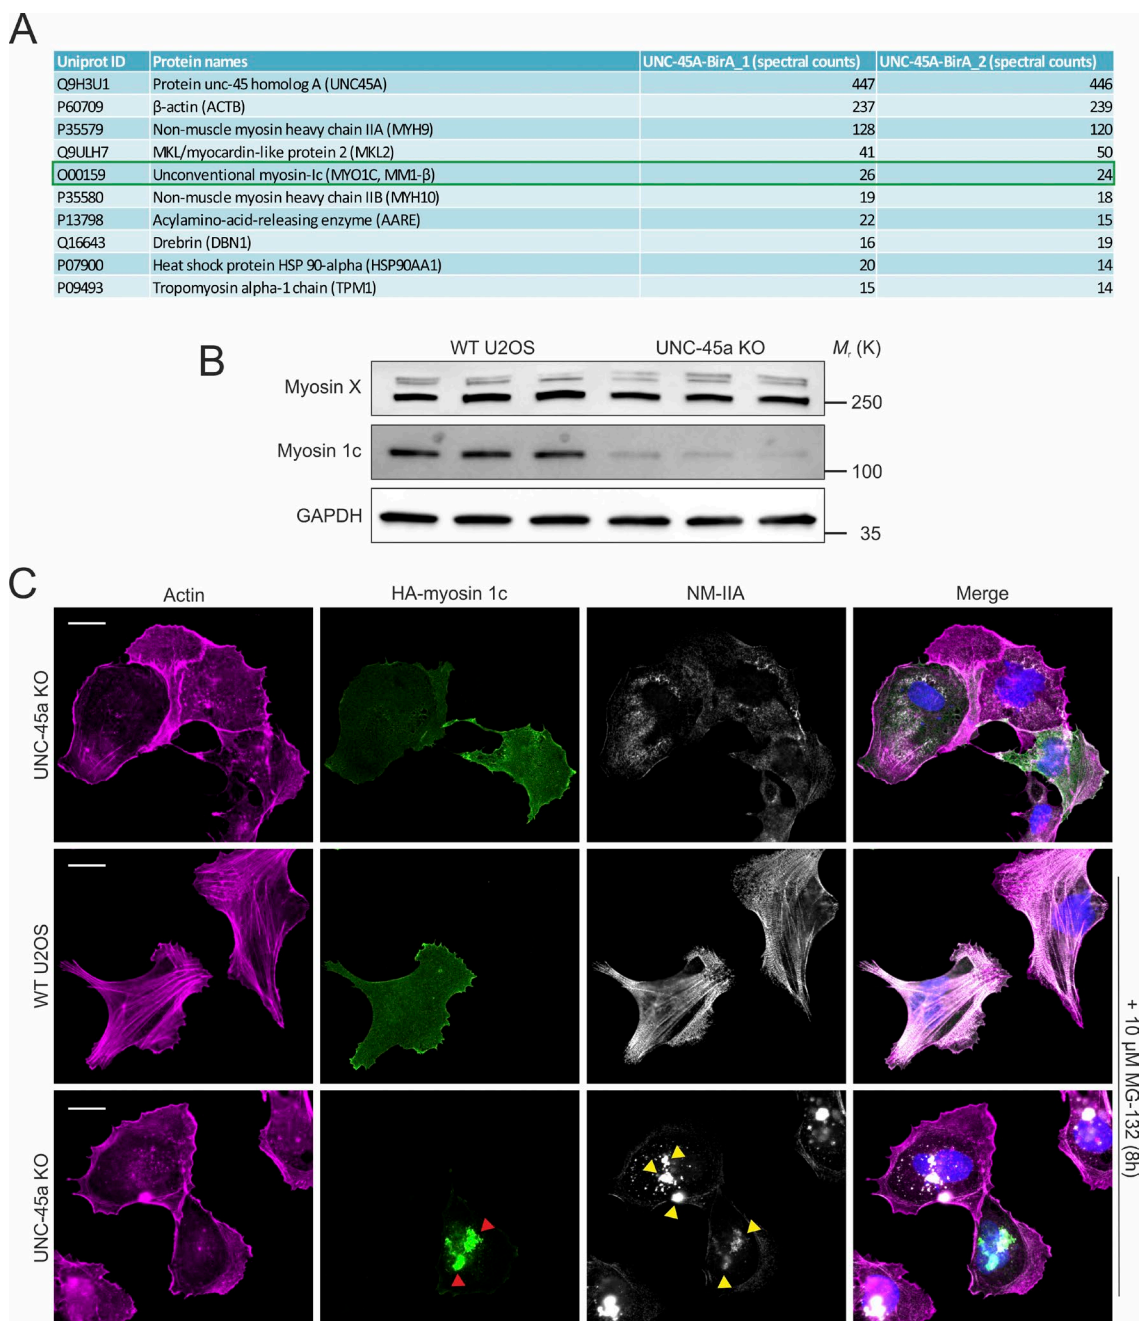 A
Uniprot ID Protein names UNC-45A-BirA_1 (spectral counts) UNC-45A-BirA_2 (spectral counts)
Q9H3U1 Protein unc-45 homolog A (UNC45A) 447 446
P60709 β-actin (ACTB) 237 239
P35579 Non-muscle myosin heavy chain IIA (MYH9) 128 120
Q9ULH7 MKL/myocardin-like protein 2 (MKL2) 41 50
O00159 Unconventional myosin-Ic (MYO1C, MM1-β) 26 24
P35580 Non-muscle myosin heavy chain IIB (MYH10) 19 18
P13798 Acylamino-acid-releasing enzyme (AARE) 22 15
Q16643 Drebrin (DBN1) 16 19
P07900 Heat shock protein HSP 90-alpha (HSP90AA1) 20 14
P09493 Tropomyosin alpha-1 chain (TPM1) 15 14
B
WT U2OS UNC-45a KO Mr (K)
Myosin X 250
Myosin 1c 100
GAPDH 35
C
Actin HA-myosin 1c NM-IIA Merge
UNC-45a KO
WT U2OS
UNC-45a KO
+ 10 µM MG-132 (8h)